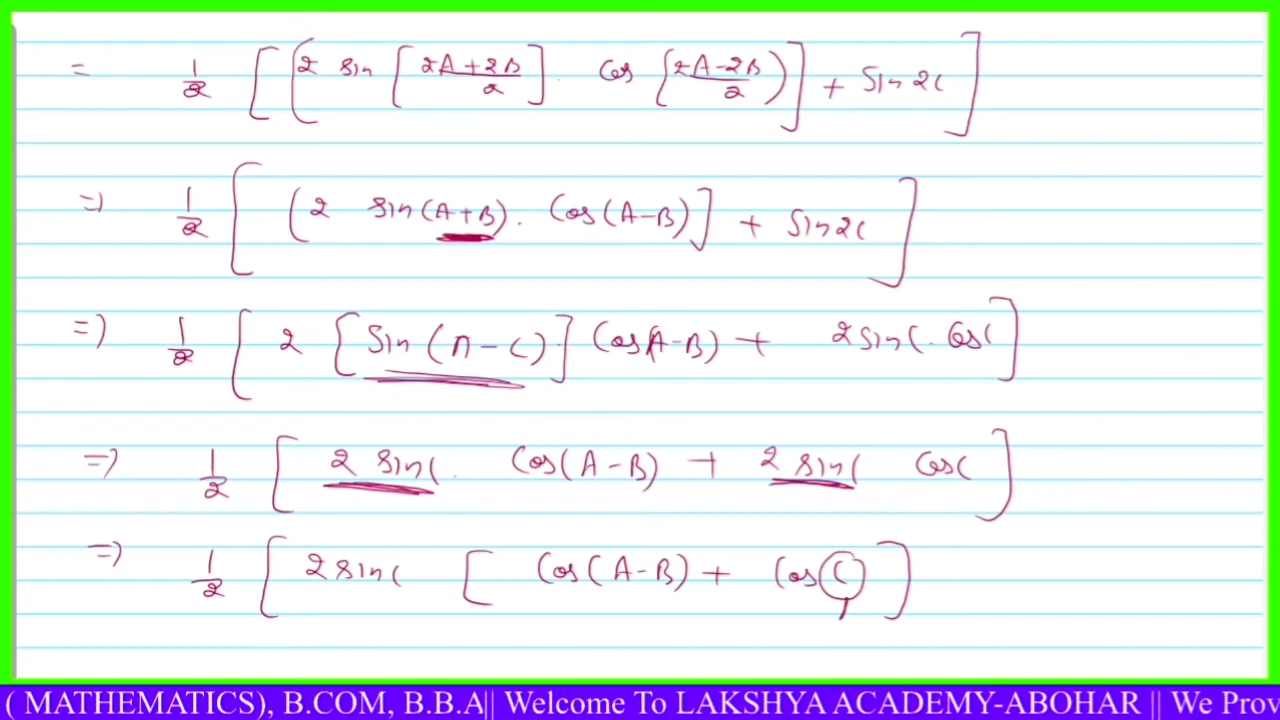 = 1/2 [ [ 2 sin [ (2A+2B)/2 ] . Cos [ (2A-2B)/2 ) ] + Sin 2C ]
=) 1/2 [ ( 2 sin(A+B) . Cos(A-B) ] + Sin 2C ]
=) 1/2 [ 2 [ Sin ( π - C) ] Cos(A-B) + 2 sin C . Cos C ]
=) 1/2 [ 2 sin C . Cos(A-B) + 2 sin C Cos C ]
=) 1/2 [ 2 sin C [ Cos(A-B) + Cos C ]
( MATHEMATICS), B.COM, B.B.A|| Welcome To LAKSHYA ACADEMY-ABOHAR || We Prov